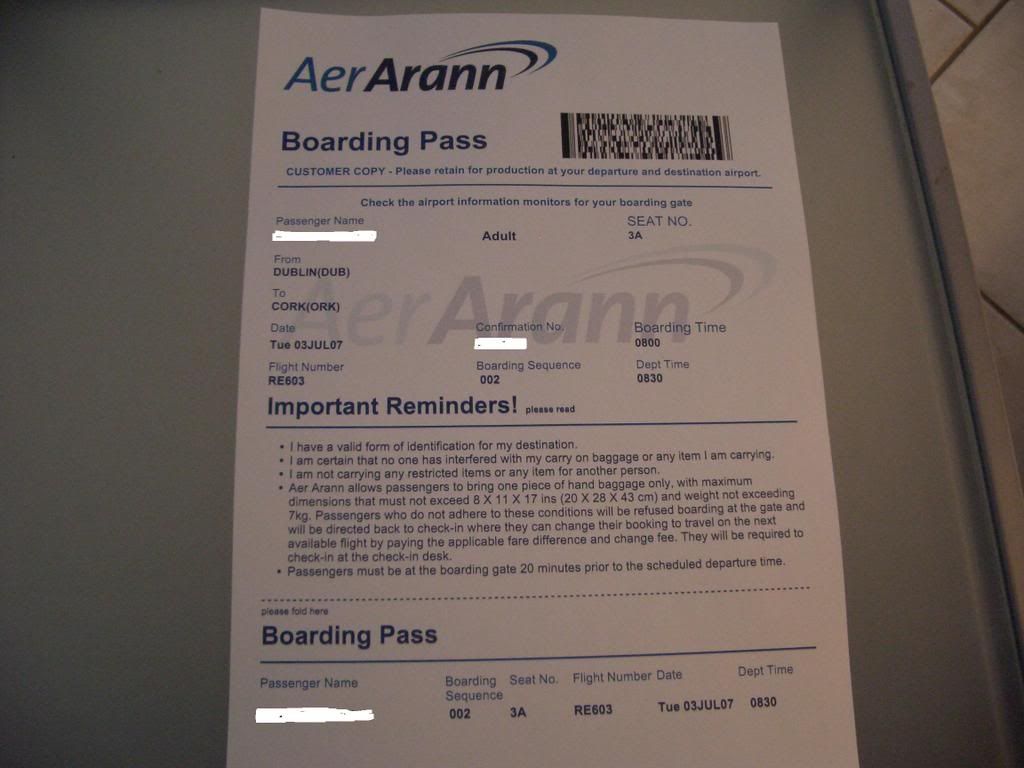 AerArann
Boarding Pass
CUSTOMER COPY - Please retain for production at your departure and destination airport.
Check the airport information monitors for your boarding gate
Passenger Name
Adult
SEAT NO.
3A
From
DUBLIN(DUB)
To
CORK(ORK)
AerArann
Date
Tue 03JUL07
Confirmation No.
Boarding Time
0800
Flight Number
RE603
Boarding Sequence
002
Dept Time
0830
Important Reminders! please read
• I have a valid form of identification for my destination.
• I am certain that no one has interfered with my carry on baggage or any item I am carrying.
• I am not carrying any restricted items or any item for another person.
• Aer Arann allows passengers to bring one piece of hand baggage only, with maximum
dimensions that must not exceed 8 X 11 X 17 ins (20 X 28 X 43 cm) and weight not exceeding
7kg. Passengers who do not adhere to these conditions will be refused boarding at the gate and
will be directed back to check-in where they can change their booking to travel on the next
available flight by paying the applicable fare difference and change fee. They will be required to
check-in at the check-in desk.
• Passengers must be at the boarding gate 20 minutes prior to the scheduled departure time.
please fold here
Boarding Pass
Passenger Name
Boarding Sequence
002
Seat No.
3A
Flight Number
RE603
Date
Tue 03JUL07
Dept Time
0830